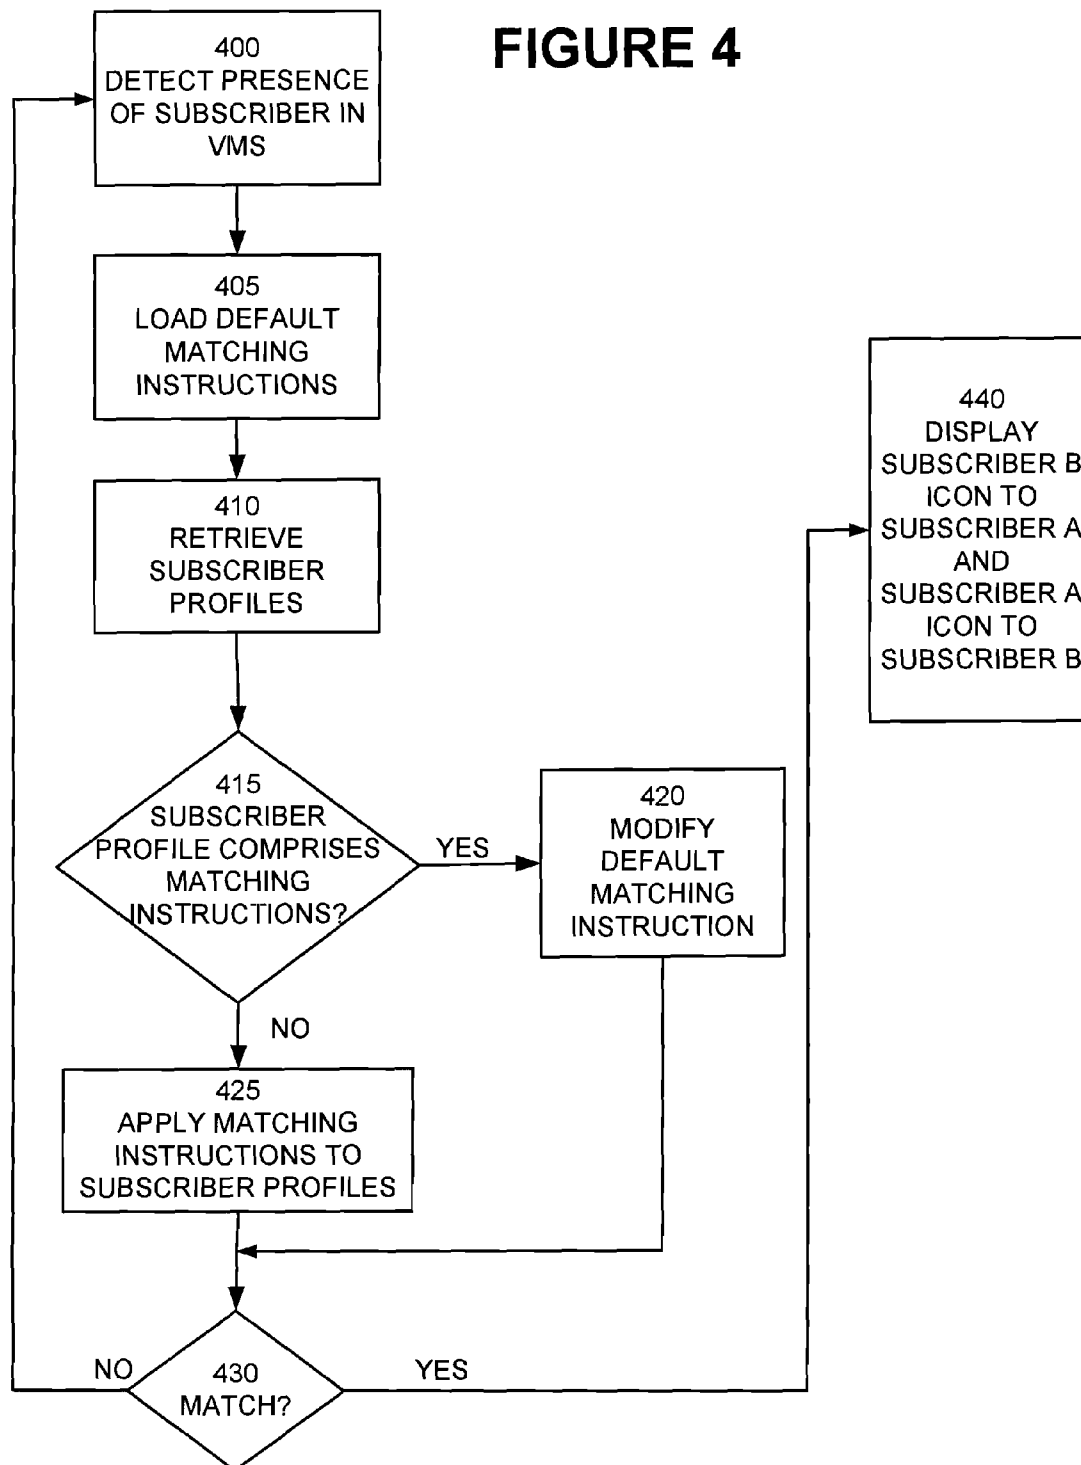 FIGURE 4
400
DETECT PRESENCE
OF SUBSCRIBER IN
VMS
405
LOAD DEFAULT
MATCHING
INSTRUCTIONS
410
RETRIEVE
SUBSCRIBER
PROFILES
415
SUBSCRIBER
PROFILE COMPRISES
MATCHING
INSTRUCTIONS?
YES
420
MODIFY
DEFAULT
MATCHING
INSTRUCTION
NO
425
APPLY MATCHING
INSTRUCTIONS TO
SUBSCRIBER PROFILES
NO
430
MATCH?
YES
440
DISPLAY
SUBSCRIBER B
ICON TO
SUBSCRIBER A
AND
SUBSCRIBER A
ICON TO
SUBSCRIBER B